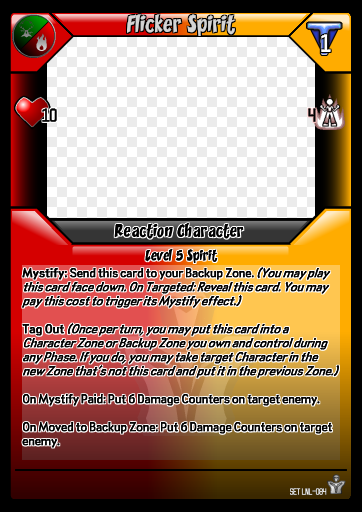 Flicker Spirit
1
10
4
Reaction Character
Level 5 Spirit
Mystify: Send this card to your Backup Zone. (You may play
this card face down. On Targeted: Reveal this card. You may
pay this cost to trigger its Mystify effect.)
Tag Out (Once per turn, you may put this card into a
Character Zone or Backup Zone you own and control during
any Phase. If you do, you may take target Character in the
new Zone that's not this card and put it in the previous Zone.)
On Mystify Paid: Put 6 Damage Counters on target enemy.
On Moved to Backup Zone: Put 6 Damage Counters on target
enemy.
SET LNL-084